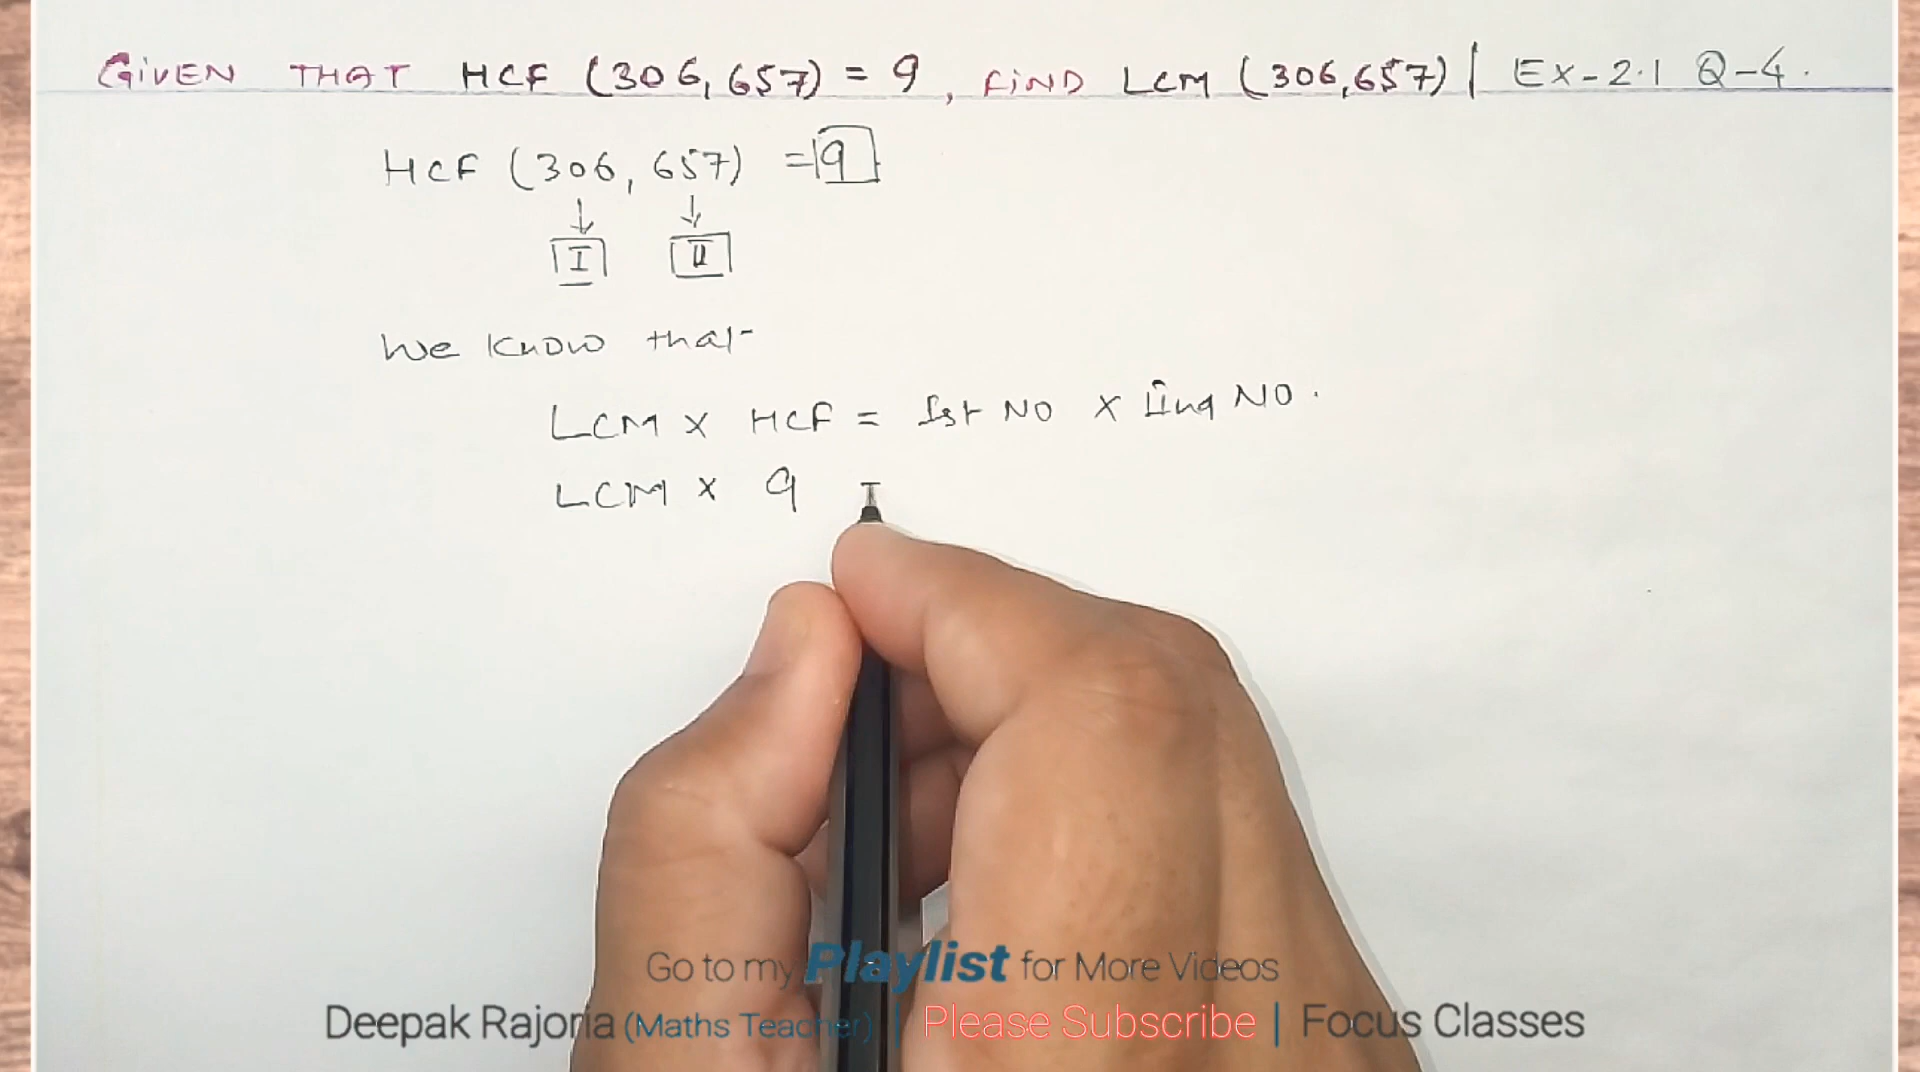 GIVEN THAT HCF (306, 657) = 9, FIND LCM (306,657) | EX-2.1 Q-4.
HCF (306, 657) = 9
I II
We know that
LCM x HCF = Ist NO x IInd NO.
LCM x 9 =
Go to my Playlist for More Videos
Deepak Rajoria (Maths Teacher) | Please Subscribe | Focus Classes